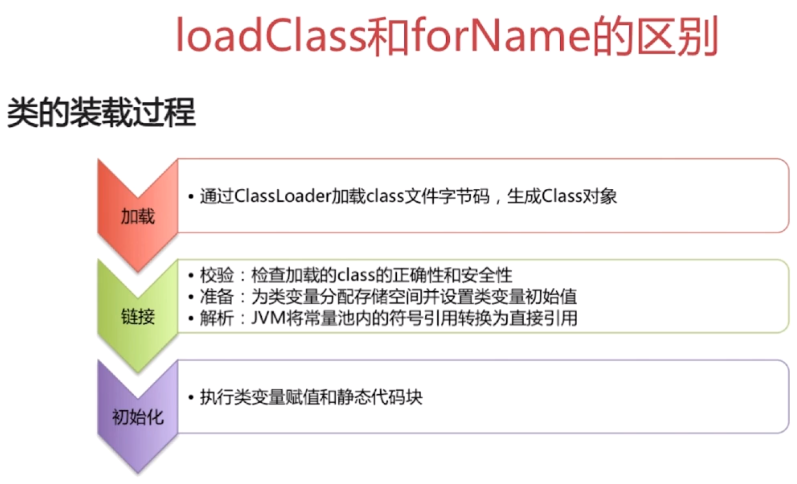 loadClass和forName的区别
类的装载过程
加载
• 通过ClassLoader加载class文件字节码，生成Class对象
链接
• 校验：检查加载的class的正确性和安全性
• 准备：为类变量分配存储空间并设置类变量初始值
• 解析：JVM将常量池内的符号引用转换为直接引用
初始化
• 执行类变量赋值和静态代码块